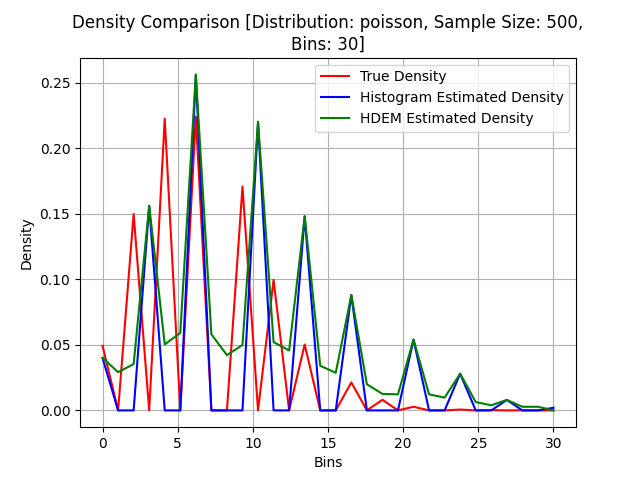 Density Comparison [Distribution: poisson, Sample Size: 500,
Bins: 30]
True Density
Histogram Estimated Density
HDEM Estimated Density
Density
0.25
0.20
0.15
0.10
0.05
0.00
0 5 10 15 20 25 30
Bins